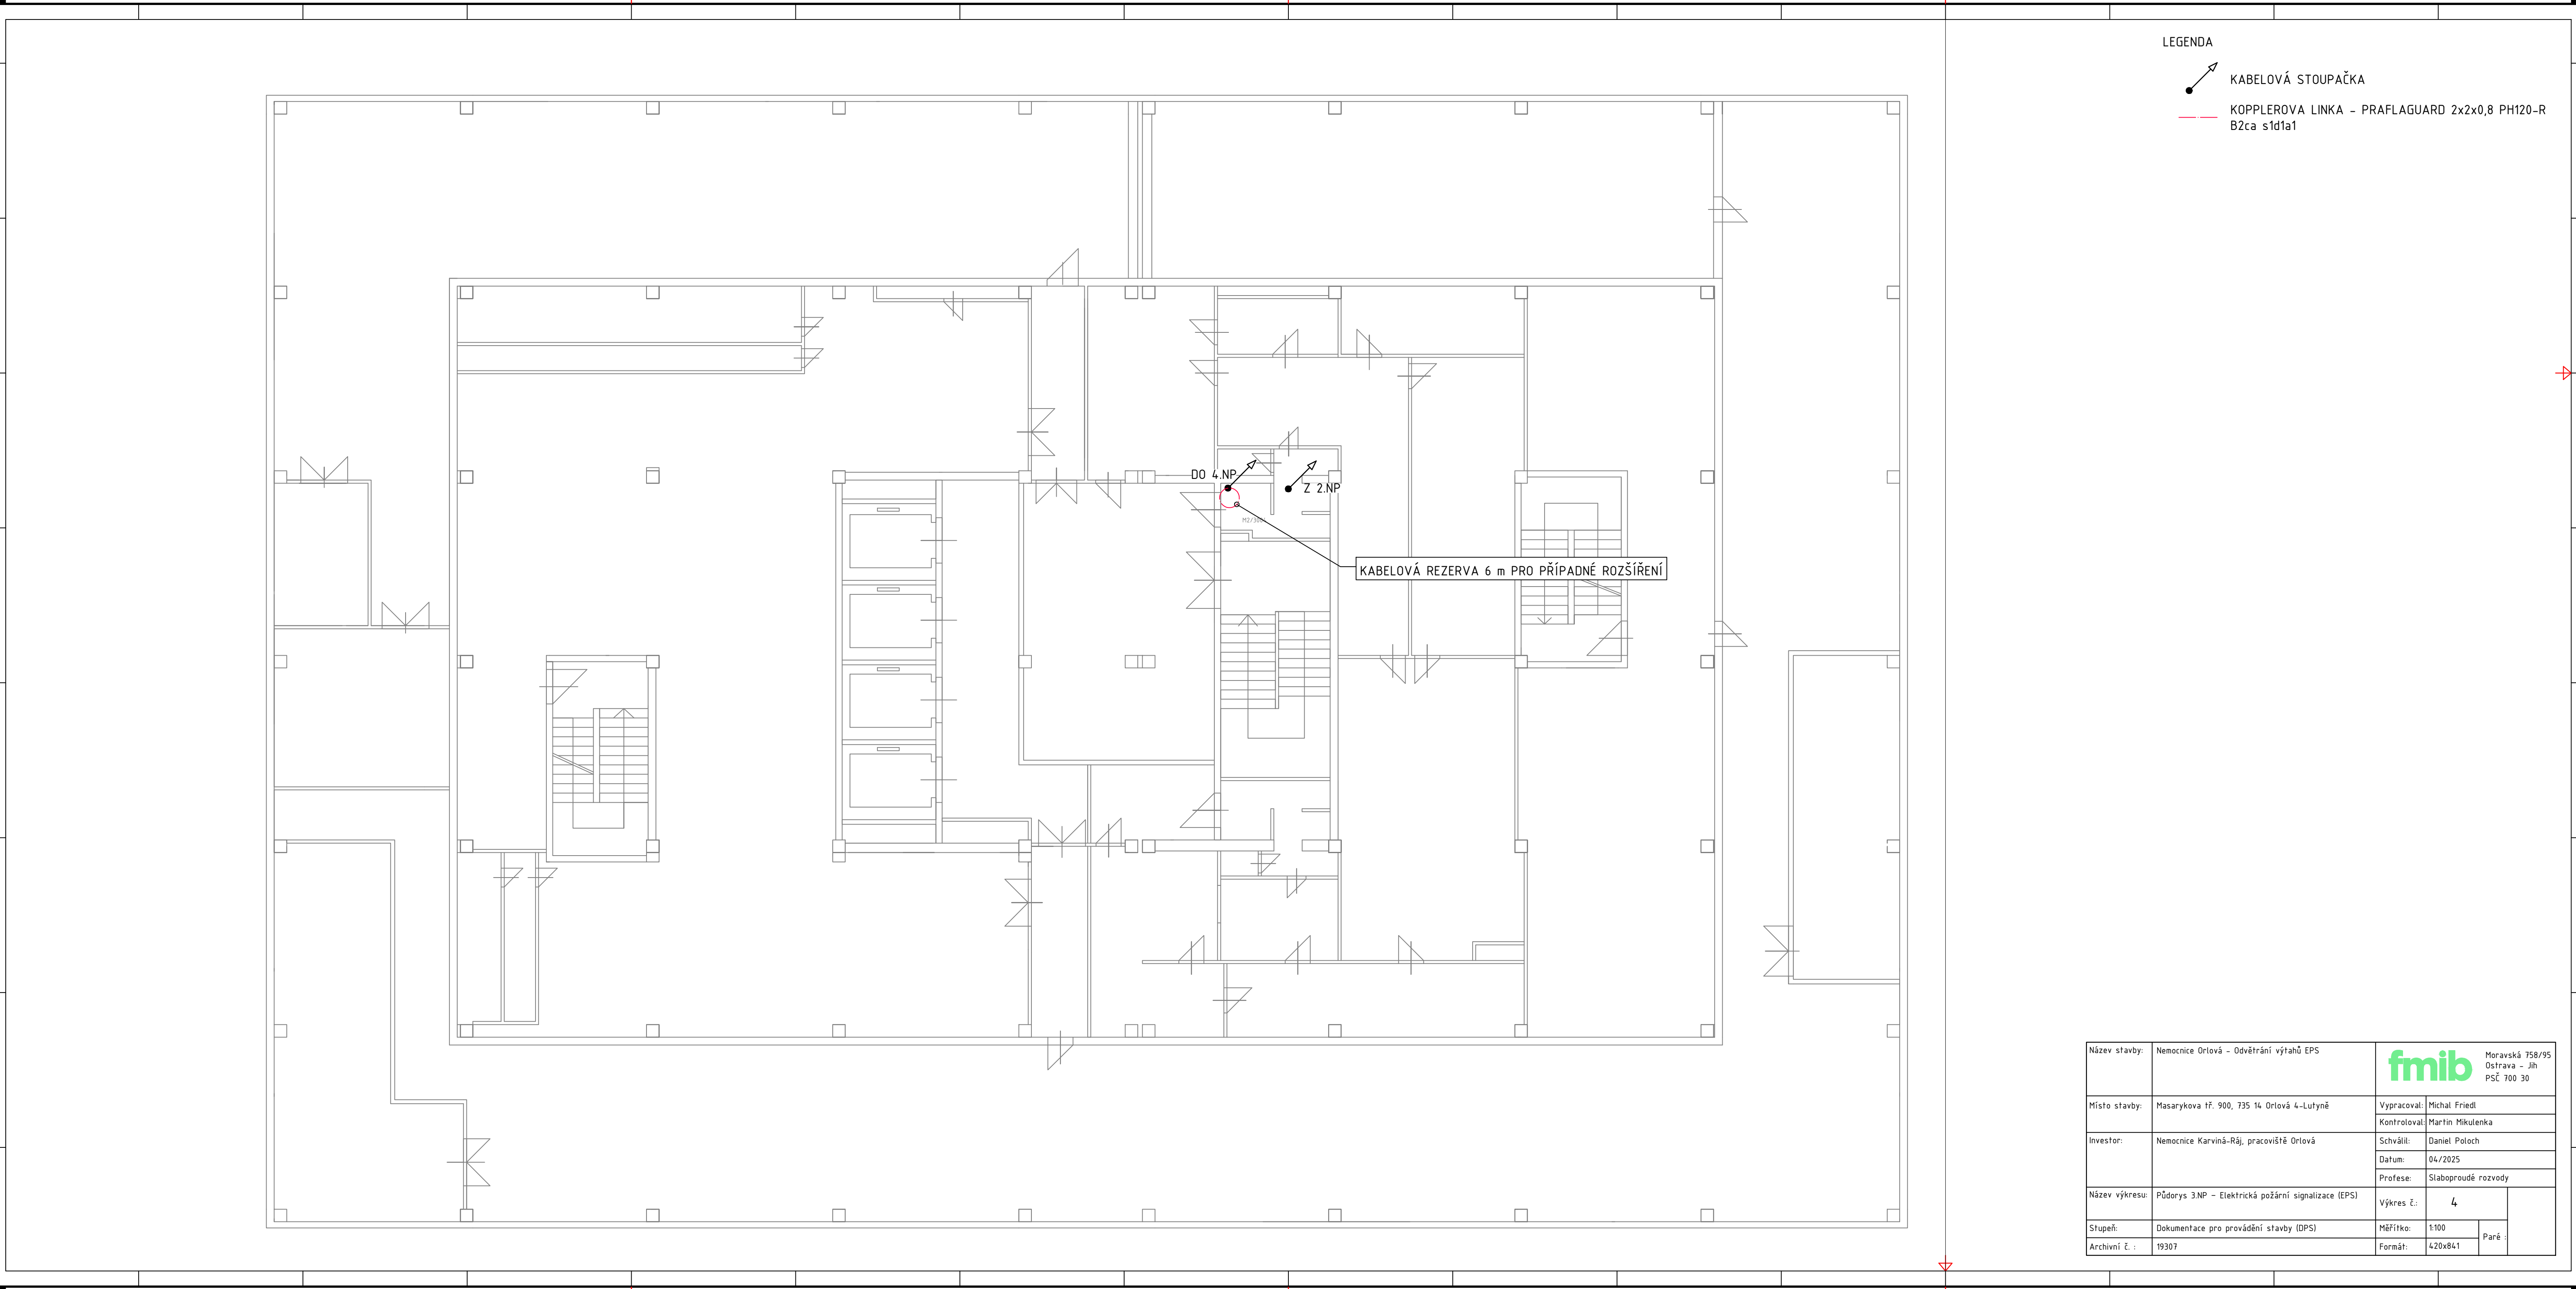 LEGENDA
KABELOVÁ STOUPAČKA
KOPPLEROVA LINKA - PRAFLAGUARD 2x2x0,8 PH120-R
B2ca s1d1a1
DO 4.NP
Z 2.NP
KABELOVÁ REZERVA 6 m PRO PŘÍPADNÉ ROZŠÍŘENÍ
Název stavby: Nemocnice Orlová - Odvětrání výtahů EPS
fmib
Moravská 758/95
Ostrava - Jih
PSČ 700 30
Místo stavby: Masarykova tř. 900, 735 14 Orlová 4-Lutyně
Vypracoval: Michal Friedl
Kontroloval: Martin Mikulenka
Investor: Nemocnice Karviná-Ráj, pracoviště Orlová
Schválil: Daniel Poloch
Datum: 04/2025
Profese: Slaboproudé rozvody
Název výkresu: Půdorys 3.NP - Elektrická požární signalizace (EPS)
Výkres č.: 4
Stupeň: Dokumentace pro provádění stavby (DPS)
Měřítko: 1:100
Paré :
Archivní č. : 19307
Formát: 420x841